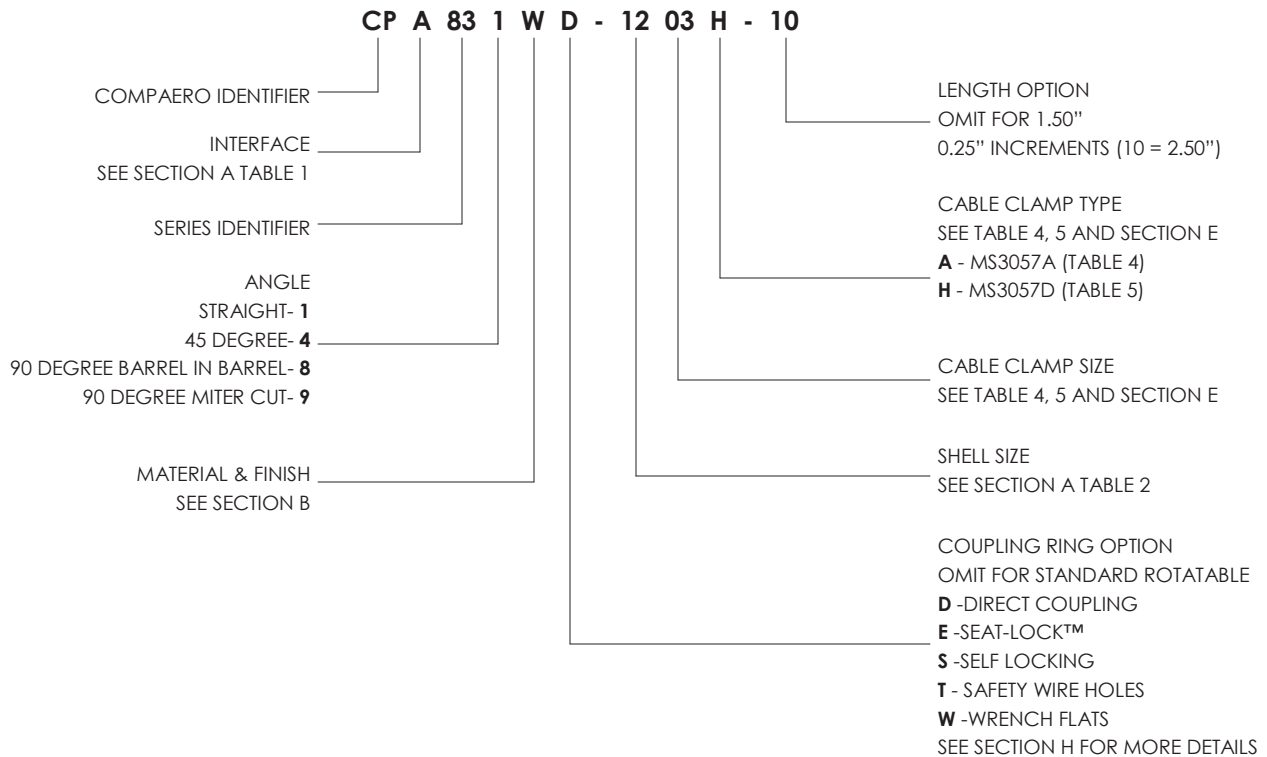 CP A 83 1 W D - 12 03 H - 10
COMPAERO IDENTIFIER
INTERFACE
SEE SECTION A TABLE 1
SERIES IDENTIFIER
ANGLE
STRAIGHT- 1
45 DEGREE- 4
90 DEGREE BARREL IN BARREL- 8
90 DEGREE MITER CUT- 9
MATERIAL & FINISH
SEE SECTION B
LENGTH OPTION
OMIT FOR 1.50”
0.25” INCREMENTS (10 = 2.50”)
CABLE CLAMP TYPE
SEE TABLE 4, 5 AND SECTION E
A - MS3057A (TABLE 4)
H - MS3057D (TABLE 5)
CABLE CLAMP SIZE
SEE TABLE 4, 5 AND SECTION E
SHELL SIZE
SEE SECTION A TABLE 2
COUPLING RING OPTION
OMIT FOR STANDARD ROTATABLE
D -DIRECT COUPLING
E -SEAT-LOCK™
S -SELF LOCKING
T - SAFETY WIRE HOLES
W -WRENCH FLATS
SEE SECTION H FOR MORE DETAILS